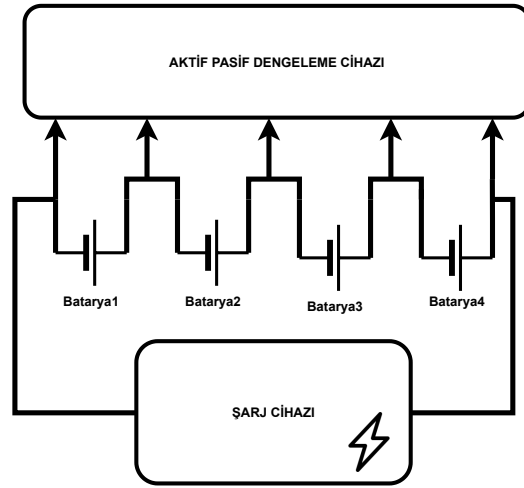 AKTİF PASİF DENGELEME CİHAZI
Batarya1
Batarya2
Batarya3
Batarya4
ŞARJ CİHAZI